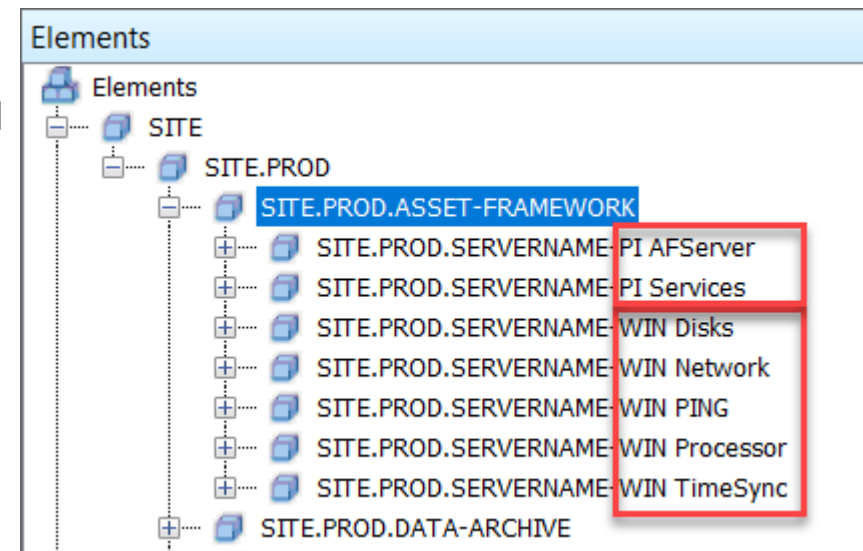 Elements
Elements
SITE
SITE.PROD
SITE.PROD.ASSET-FRAMEWORK
SITE.PROD.SERVERNAME-PI AFServer
SITE.PROD.SERVERNAME-PI Services
SITE.PROD.SERVERNAME-WIN Disks
SITE.PROD.SERVERNAME-WIN Network
SITE.PROD.SERVERNAME-WIN PING
SITE.PROD.SERVERNAME-WIN Processor
SITE.PROD.SERVERNAME-WIN TimeSync
SITE.PROD.DATA-ARCHIVE